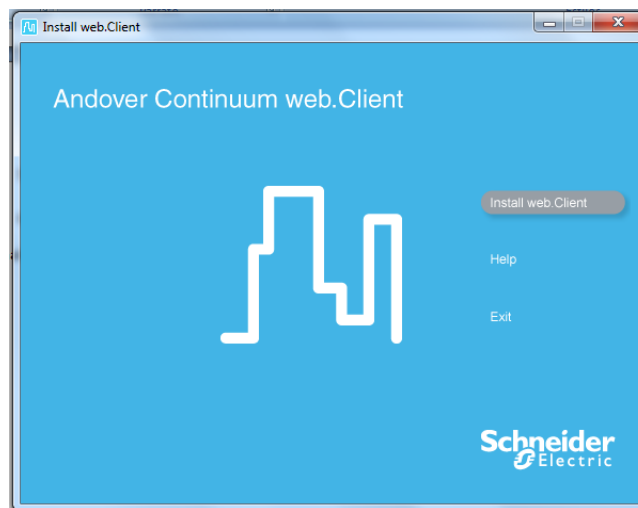 Install web.Client
Andover Continuum web.Client
Install web.Client
Help
Exit
Schneider
Electric